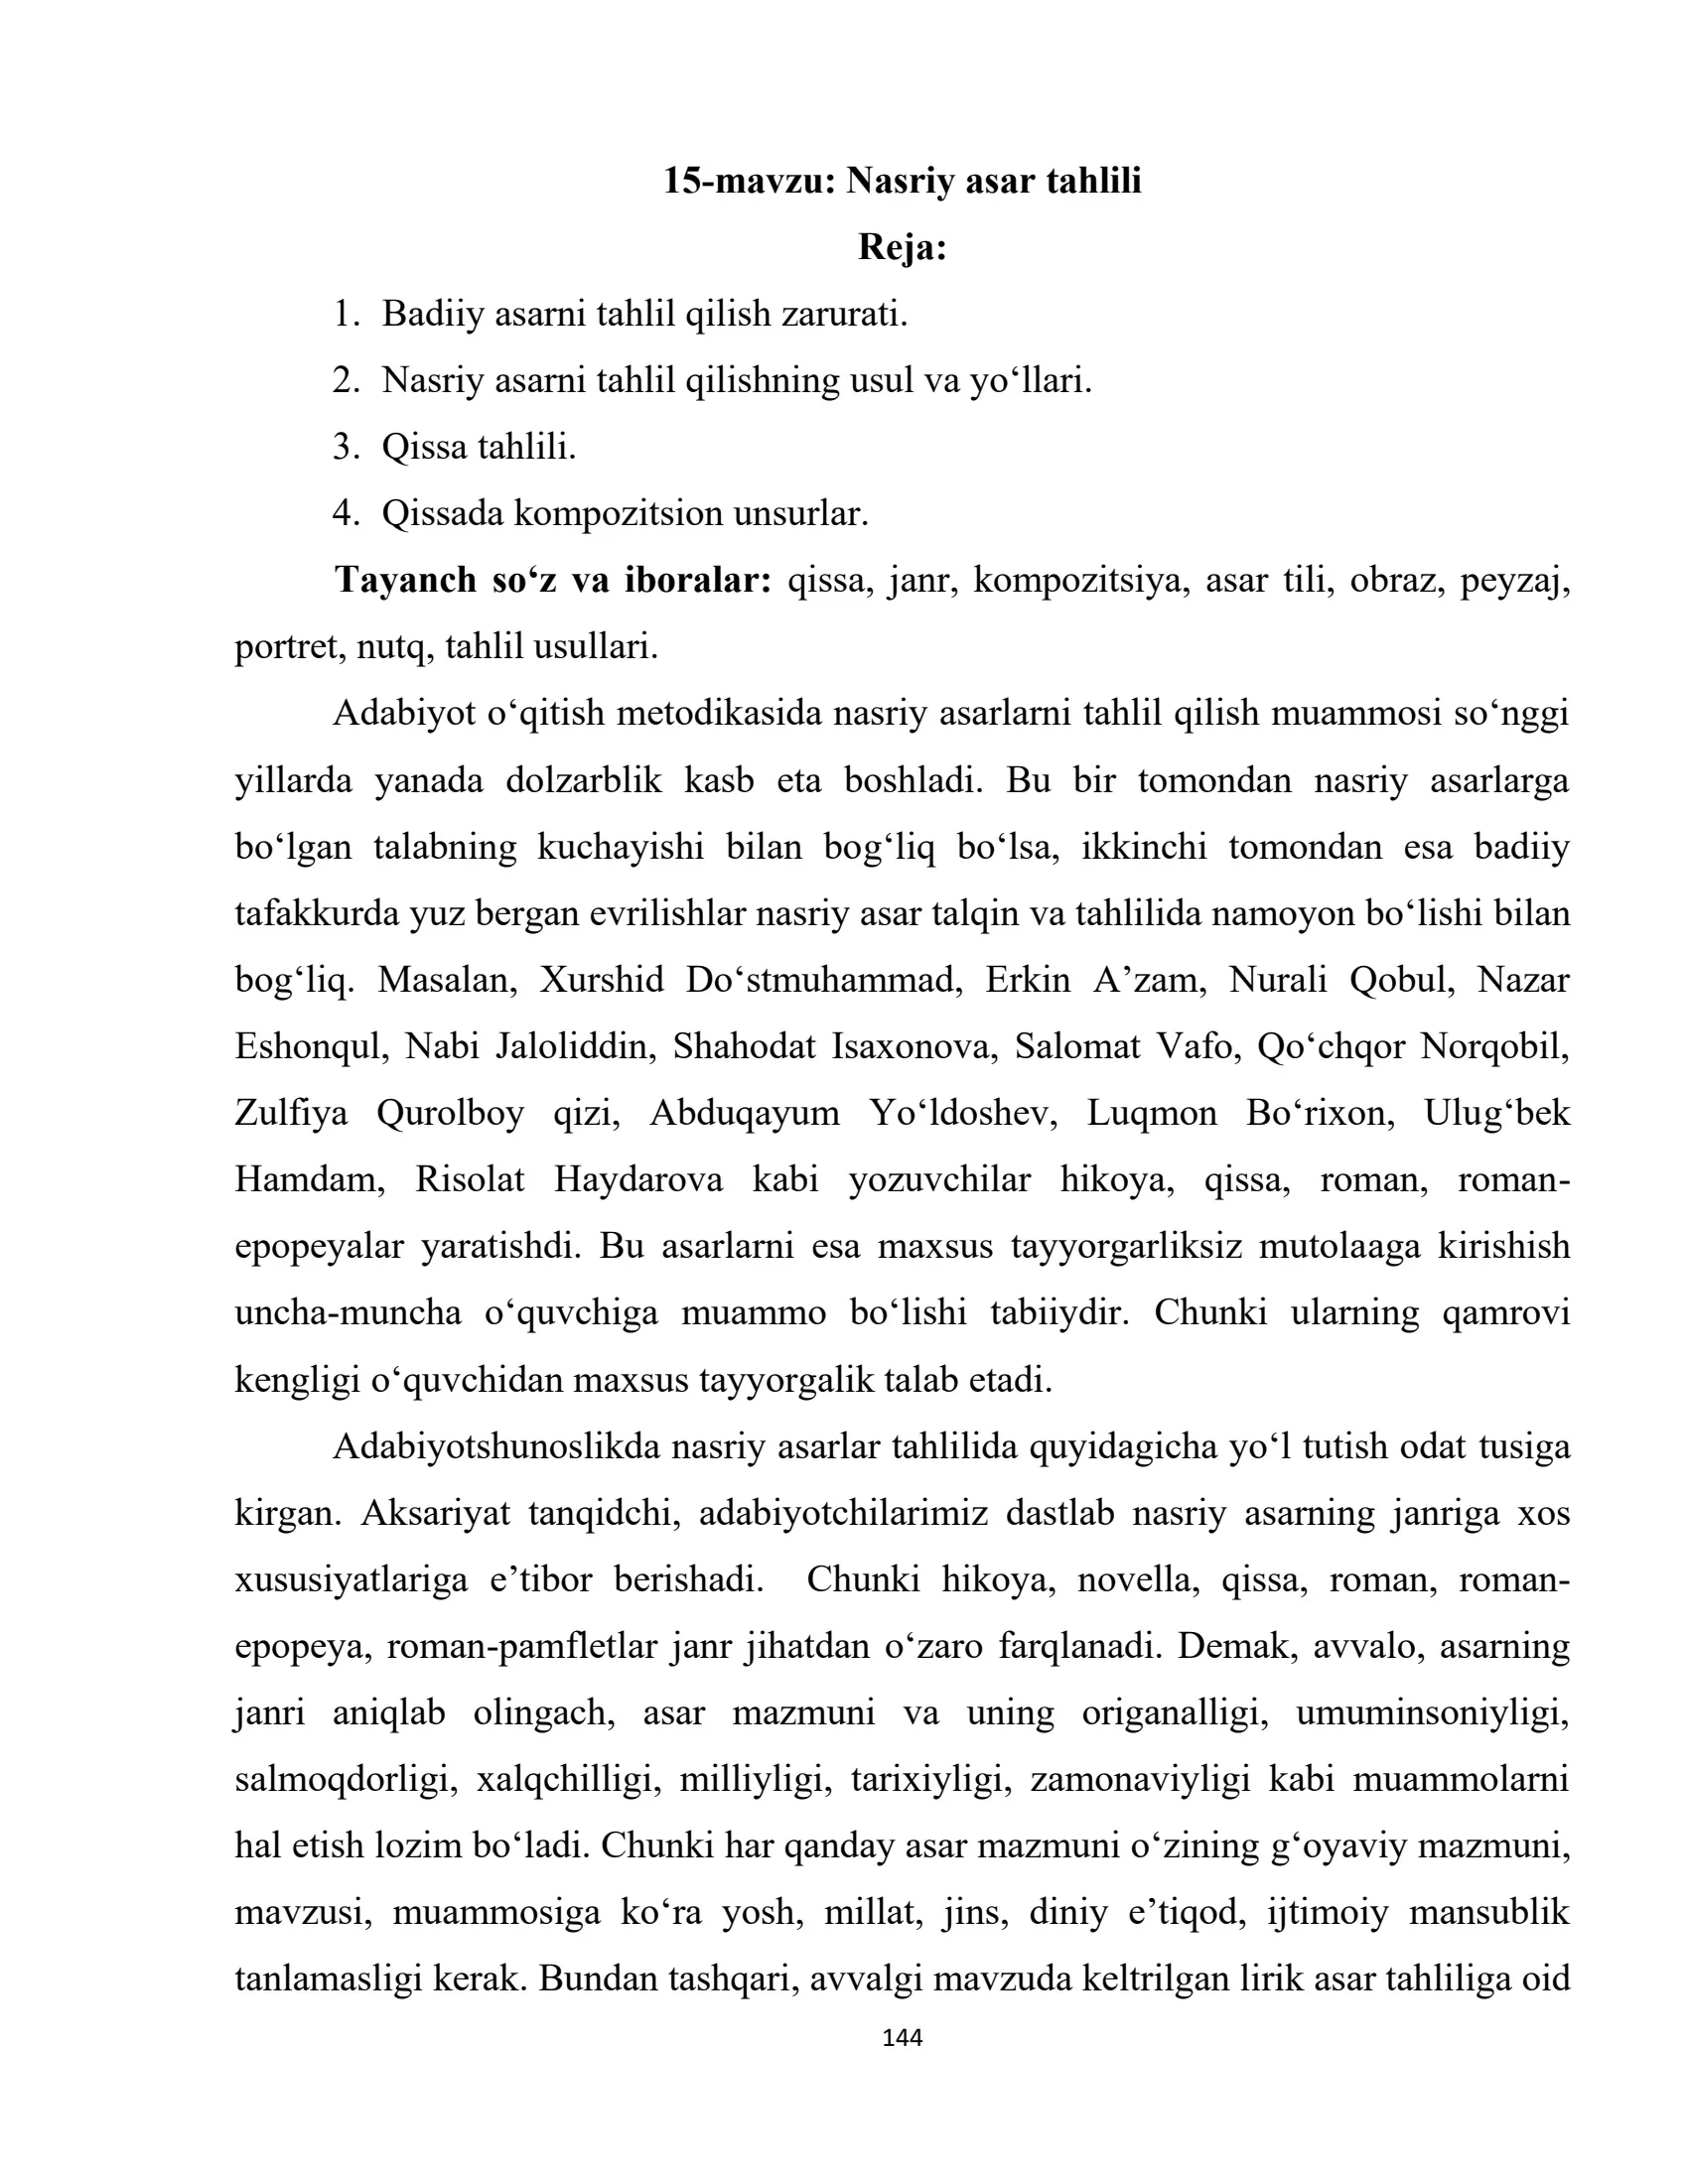 15-mavzu: Nasriy asar tahlili
Reja:
1. Badiiy asarni tahlil qilish zarurati.
2. Nasriy asarni tahlil qilishning usul va yo‘llari.
3. Qissa tahlili.
4. Qissada kompozitsion unsurlar.
Tayanch so‘z va iboralar: qissa, janr, kompozitsiya, asar tili, obraz, peyzaj,
portret, nutq, tahlil usullari.
Adabiyot o‘qitish metodikasida nasriy asarlarni tahlil qilish muammosi so‘nggi
yillarda yanada dolzarblik kasb eta boshladi. Bu bir tomondan nasriy asarlarga
bo‘lgan talabning kuchayishi bilan bog‘liq bo‘lsa, ikkinchi tomondan esa badiiy
tafakkurda yuz bergan evrilishlar nasriy asar talqin va tahlilida namoyon bo‘lishi bilan
bog‘liq. Masalan, Xurshid Do‘stmuhammad, Erkin A’zam, Nurali Qobul, Nazar
Eshonqul, Nabi Jaloliddin, Shahodat Isaxonova, Salomat Vafo, Qo‘chqor Norqobil,
Zulfiya Qurolboy qizi, Abduqayum Yo‘ldoshev, Luqmon Bo‘rixon, Ulug‘bek
Hamdam, Risolat Haydarova kabi yozuvchilar hikoya, qissa, roman, roman-
epopeyalar yaratishdi. Bu asarlarni esa maxsus tayyorgarliksiz mutolaaga kirishish
uncha-muncha o‘quvchiga muammo bo‘lishi tabiiydir. Chunki ularning qamrovi
kengligi o‘quvchidan maxsus tayyorgalik talab etadi.
Adabiyotshunoslikda nasriy asarlar tahlilida quyidagicha yo‘l tutish odat tusiga
kirgan. Aksariyat tanqidchi, adabiyotchilarimiz dastlab nasriy asarning janriga xos
xususiyatlariga e’tibor berishadi.  Chunki hikoya, novella, qissa, roman, roman-
epopeya, roman-pamfletlar janr jihatdan o‘zaro farqlanadi. Demak, avvalo, asarning
janri aniqlab olingach, asar mazmuni va uning origanalligi, umuminsoniyligi,
salmoqdorligi, xalqchilligi, milliyligi, tarixiyligi, zamonaviyligi kabi muammolarni
hal etish lozim bo‘ladi. Chunki har qanday asar mazmuni o‘zining g‘oyaviy mazmuni,
mavzusi, muammosiga ko‘ra yosh, millat, jins, diniy e’tiqod, ijtimoiy mansublik
tanlamasligi kerak. Bundan tashqari, avvalgi mavzuda keltrilgan lirik asar tahliliga oid
144